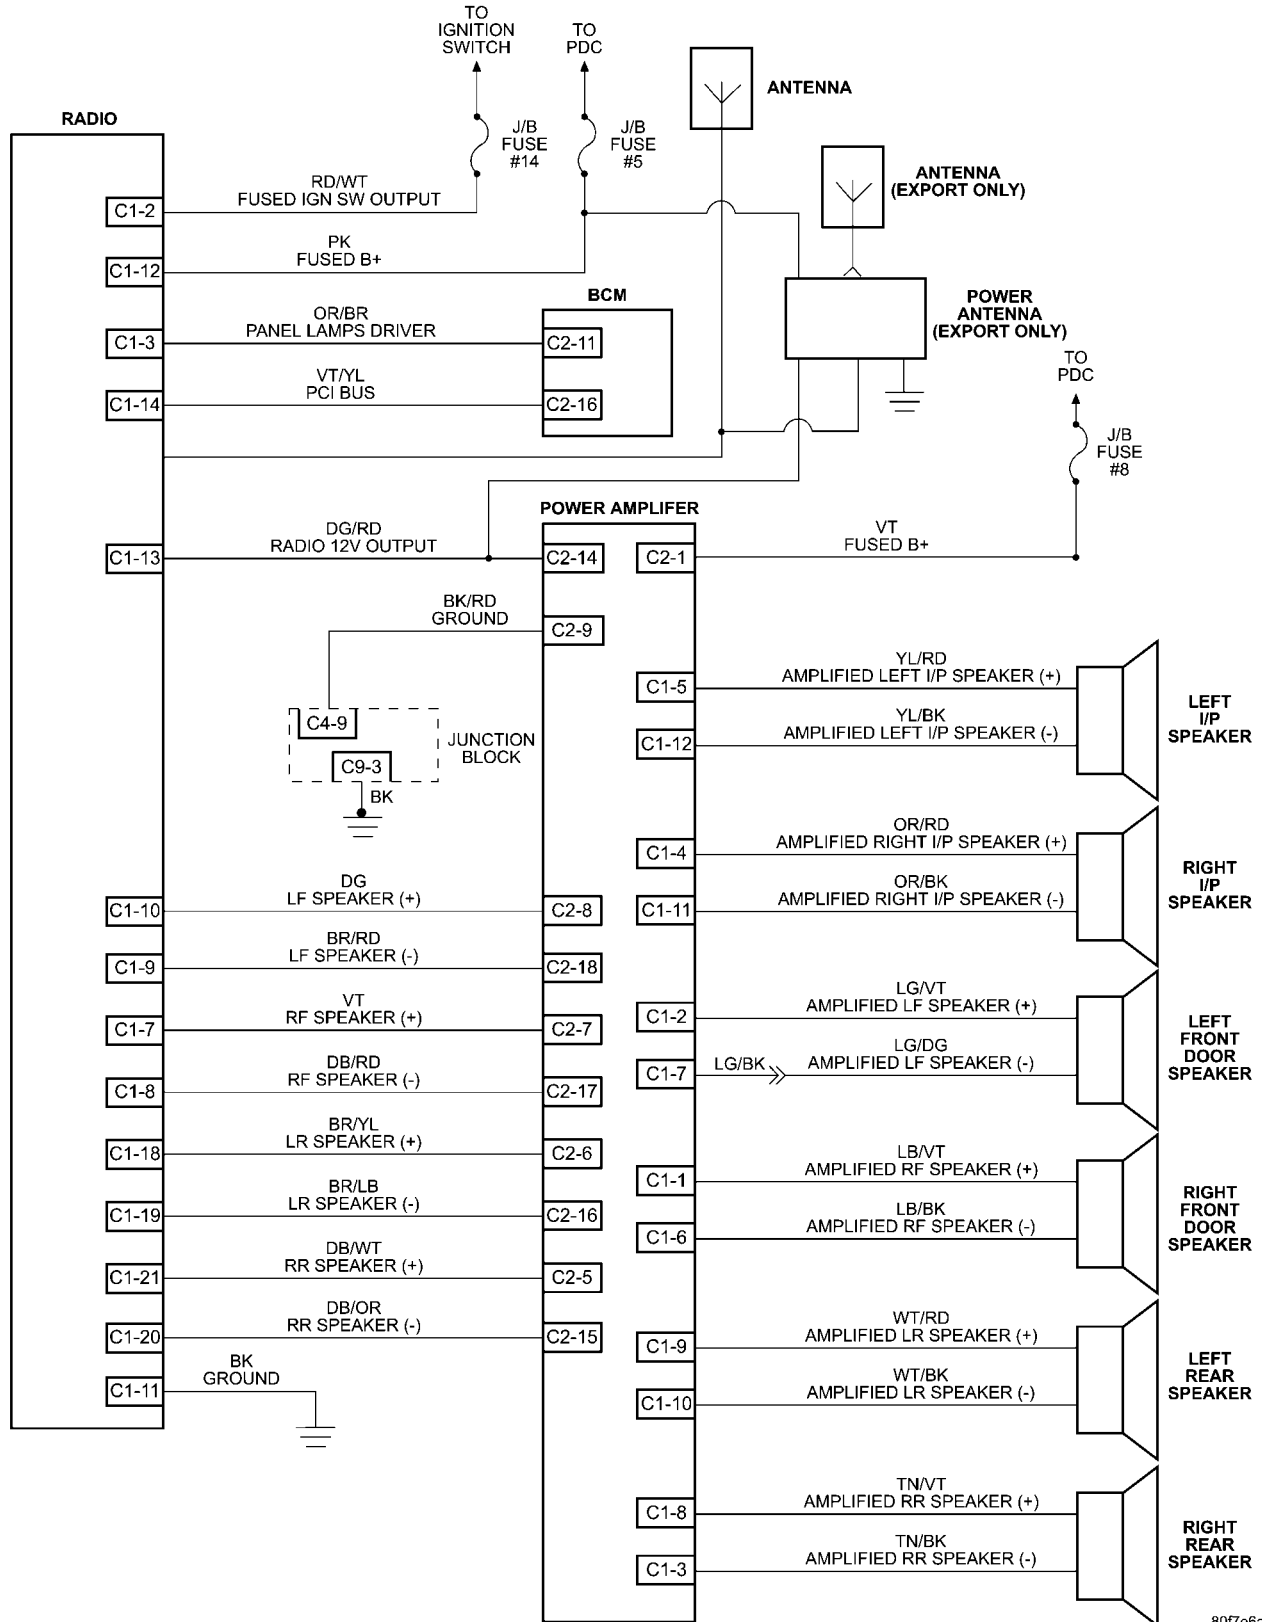 TO
IGNITION
SWITCH
TO
PDC
ANTENNA
RADIO
J/B
FUSE
#14
J/B
FUSE
#5
ANTENNA
(EXPORT ONLY)
C1-2
RD/WT
FUSED IGN SW OUTPUT
C1-12
PK
FUSED B+
BCM
POWER
ANTENNA
(EXPORT ONLY)
C1-3
OR/BR
PANEL LAMPS DRIVER
C2-11
C1-14
VT/YL
PCI BUS
C2-16
TO
PDC
J/B
FUSE
#8
POWER AMPLIFER
C1-13
DG/RD
RADIO 12V OUTPUT
C2-14
C2-1
VT
FUSED B+
BK/RD
GROUND
C2-9
C1-5
YL/RD
AMPLIFIED LEFT I/P SPEAKER (+)
C1-12
YL/BK
AMPLIFIED LEFT I/P SPEAKER (-)
LEFT
I/P
SPEAKER
C4-9
C9-3
JUNCTION
BLOCK
BK
C1-4
OR/RD
AMPLIFIED RIGHT I/P SPEAKER (+)
C1-11
OR/BK
AMPLIFIED RIGHT I/P SPEAKER (-)
RIGHT
I/P
SPEAKER
C1-10
DG
LF SPEAKER (+)
C2-8
C1-9
BR/RD
LF SPEAKER (-)
C2-18
C1-7
VT
RF SPEAKER (+)
C2-7
C1-2
LG/VT
AMPLIFIED LF SPEAKER (+)
C1-7
LG/BK
LG/DG
AMPLIFIED LF SPEAKER (-)
LEFT
FRONT
DOOR
SPEAKER
C1-8
DB/RD
RF SPEAKER (-)
C2-17
C1-18
BR/YL
LR SPEAKER (+)
C2-6
C1-19
BR/LB
LR SPEAKER (-)
C2-16
C1-1
LB/VT
AMPLIFIED RF SPEAKER (+)
C1-6
LB/BK
AMPLIFIED RF SPEAKER (-)
RIGHT
FRONT
DOOR
SPEAKER
C1-21
DB/WT
RR SPEAKER (+)
C2-5
C1-20
DB/OR
RR SPEAKER (-)
C2-15
C1-11
BK
GROUND
C1-9
WT/RD
AMPLIFIED LR SPEAKER (+)
C1-10
WT/BK
AMPLIFIED LR SPEAKER (-)
LEFT
REAR
SPEAKER
C1-8
TN/VT
AMPLIFIED RR SPEAKER (+)
C1-3
TN/BK
AMPLIFIED RR SPEAKER (-)
RIGHT
REAR
SPEAKER